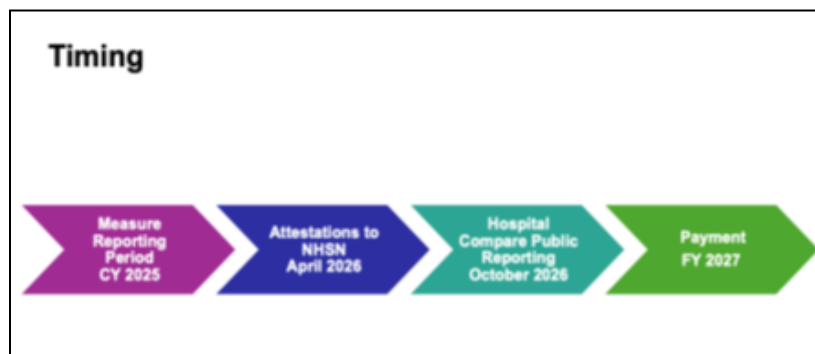 Timing
Measure
Reporting
Period
CY 2025
Attestations to
NHSN
April 2026
Hospital
Compare Public
Reporting
October 2026
Payment
FY 2027